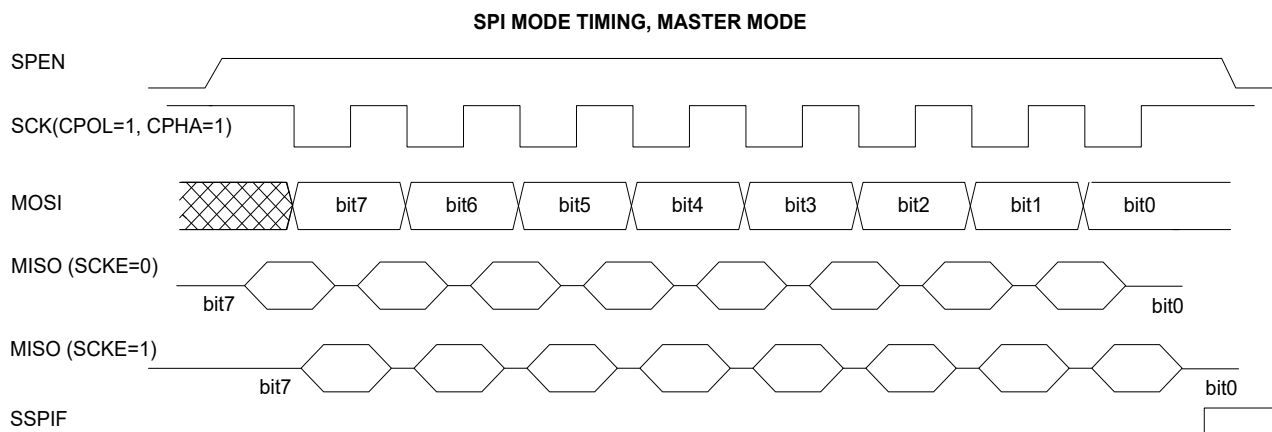 SPI MODE TIMING, MASTER MODE
SPEN
SCK(CPOL=1, CPHA=1)
MOSI bit7 bit6 bit5 bit4 bit3 bit2 bit1 bit0
MISO (SCKE=0)
bit7 bit0
MISO (SCKE=1)
bit7 bit0
SSPIF